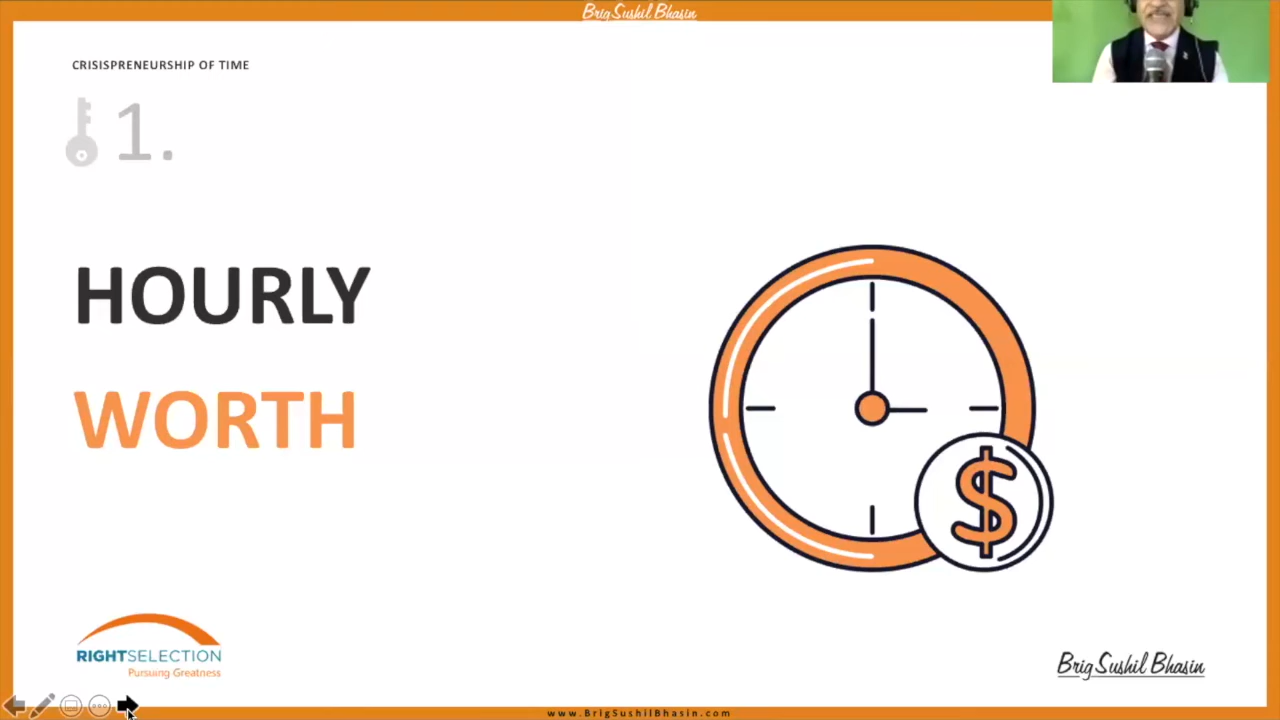 Brig Sushil Bhasin
CRISISPRENEURSHIP OF TIME
1.
HOURLY
WORTH
$
RIGHTSELECTION
Pursuing Greatness
Brig Sushil Bhasin
www.BrigSushilBhasin.com